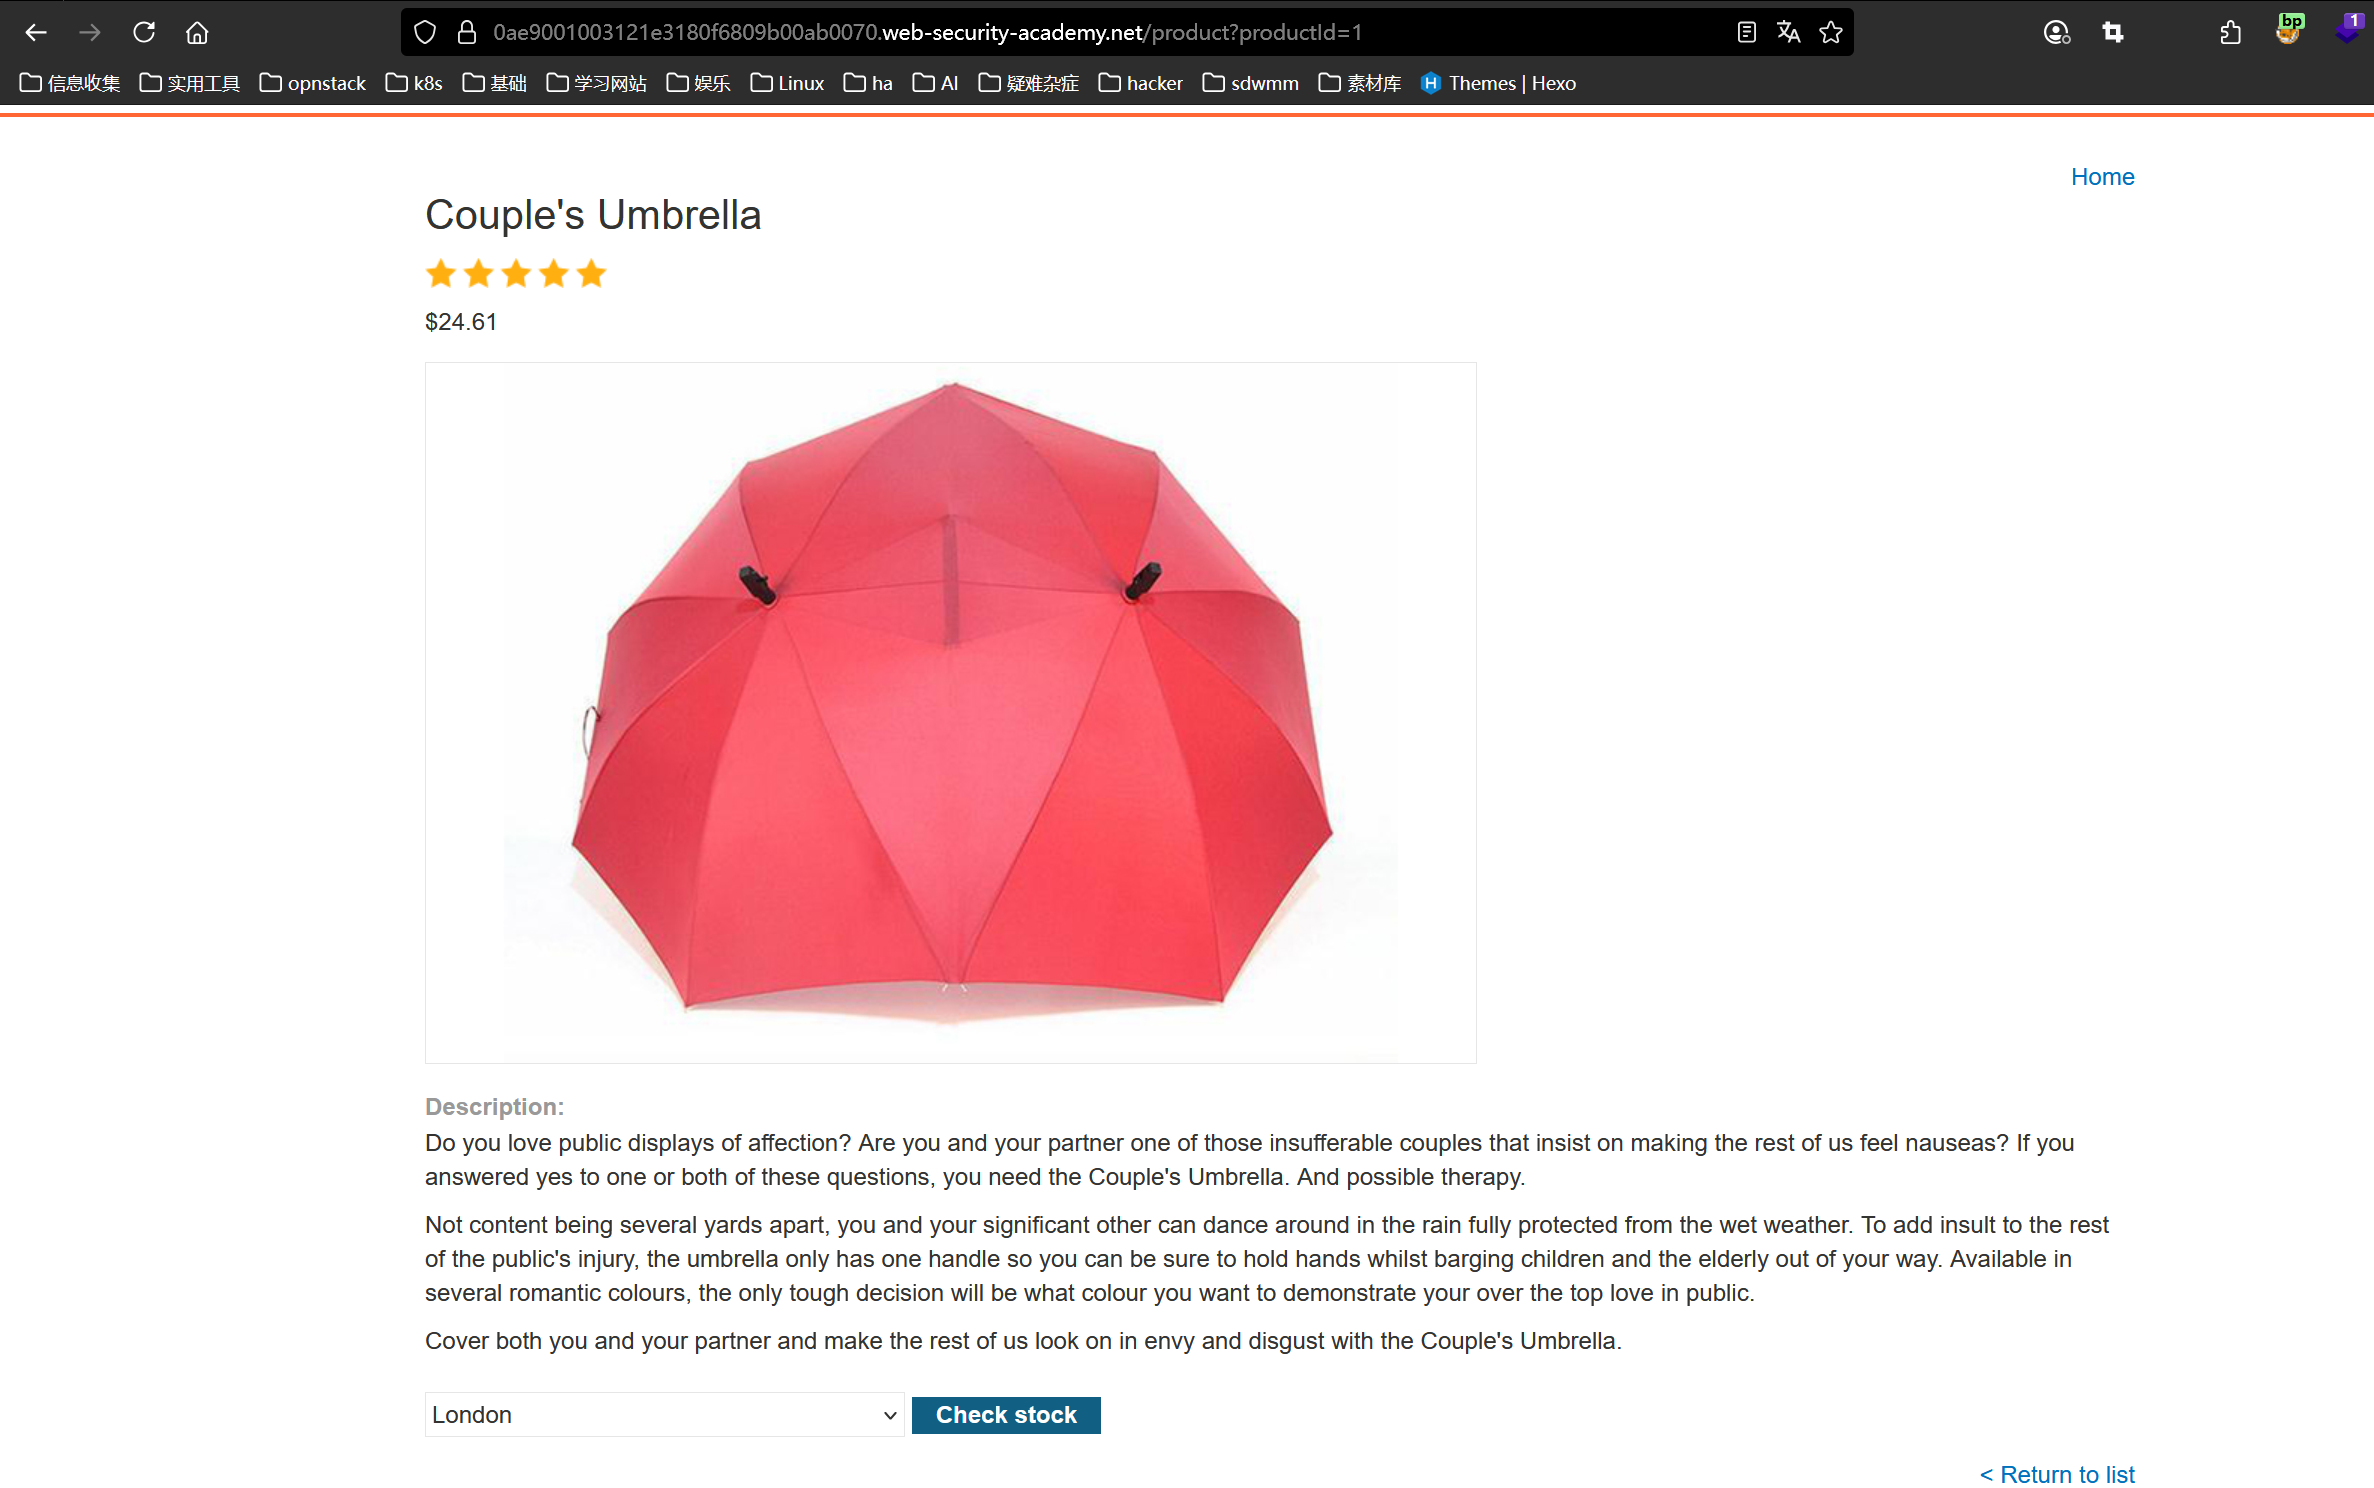 0ae9001003121e3180f6809b00ab0070.web-security-academy.net/product?productId=1
bp
1
信息收集 实用工具 opnstack k8s 基础 学习网站 娱乐 Linux ha AI 疑难杂症 hacker sdwmm 素材库 H Themes | Hexo
Home
Couple's Umbrella
$24.61
Description:
Do you love public displays of affection? Are you and your partner one of those insufferable couples that insist on making the rest of us feel nauseas? If you
answered yes to one or both of these questions, you need the Couple's Umbrella. And possible therapy.
Not content being several yards apart, you and your significant other can dance around in the rain fully protected from the wet weather. To add insult to the rest
of the public's injury, the umbrella only has one handle so you can be sure to hold hands whilst barging children and the elderly out of your way. Available in
several romantic colours, the only tough decision will be what colour you want to demonstrate your over the top love in public.
Cover both you and your partner and make the rest of us look on in envy and disgust with the Couple's Umbrella.
London
Check stock
< Return to list